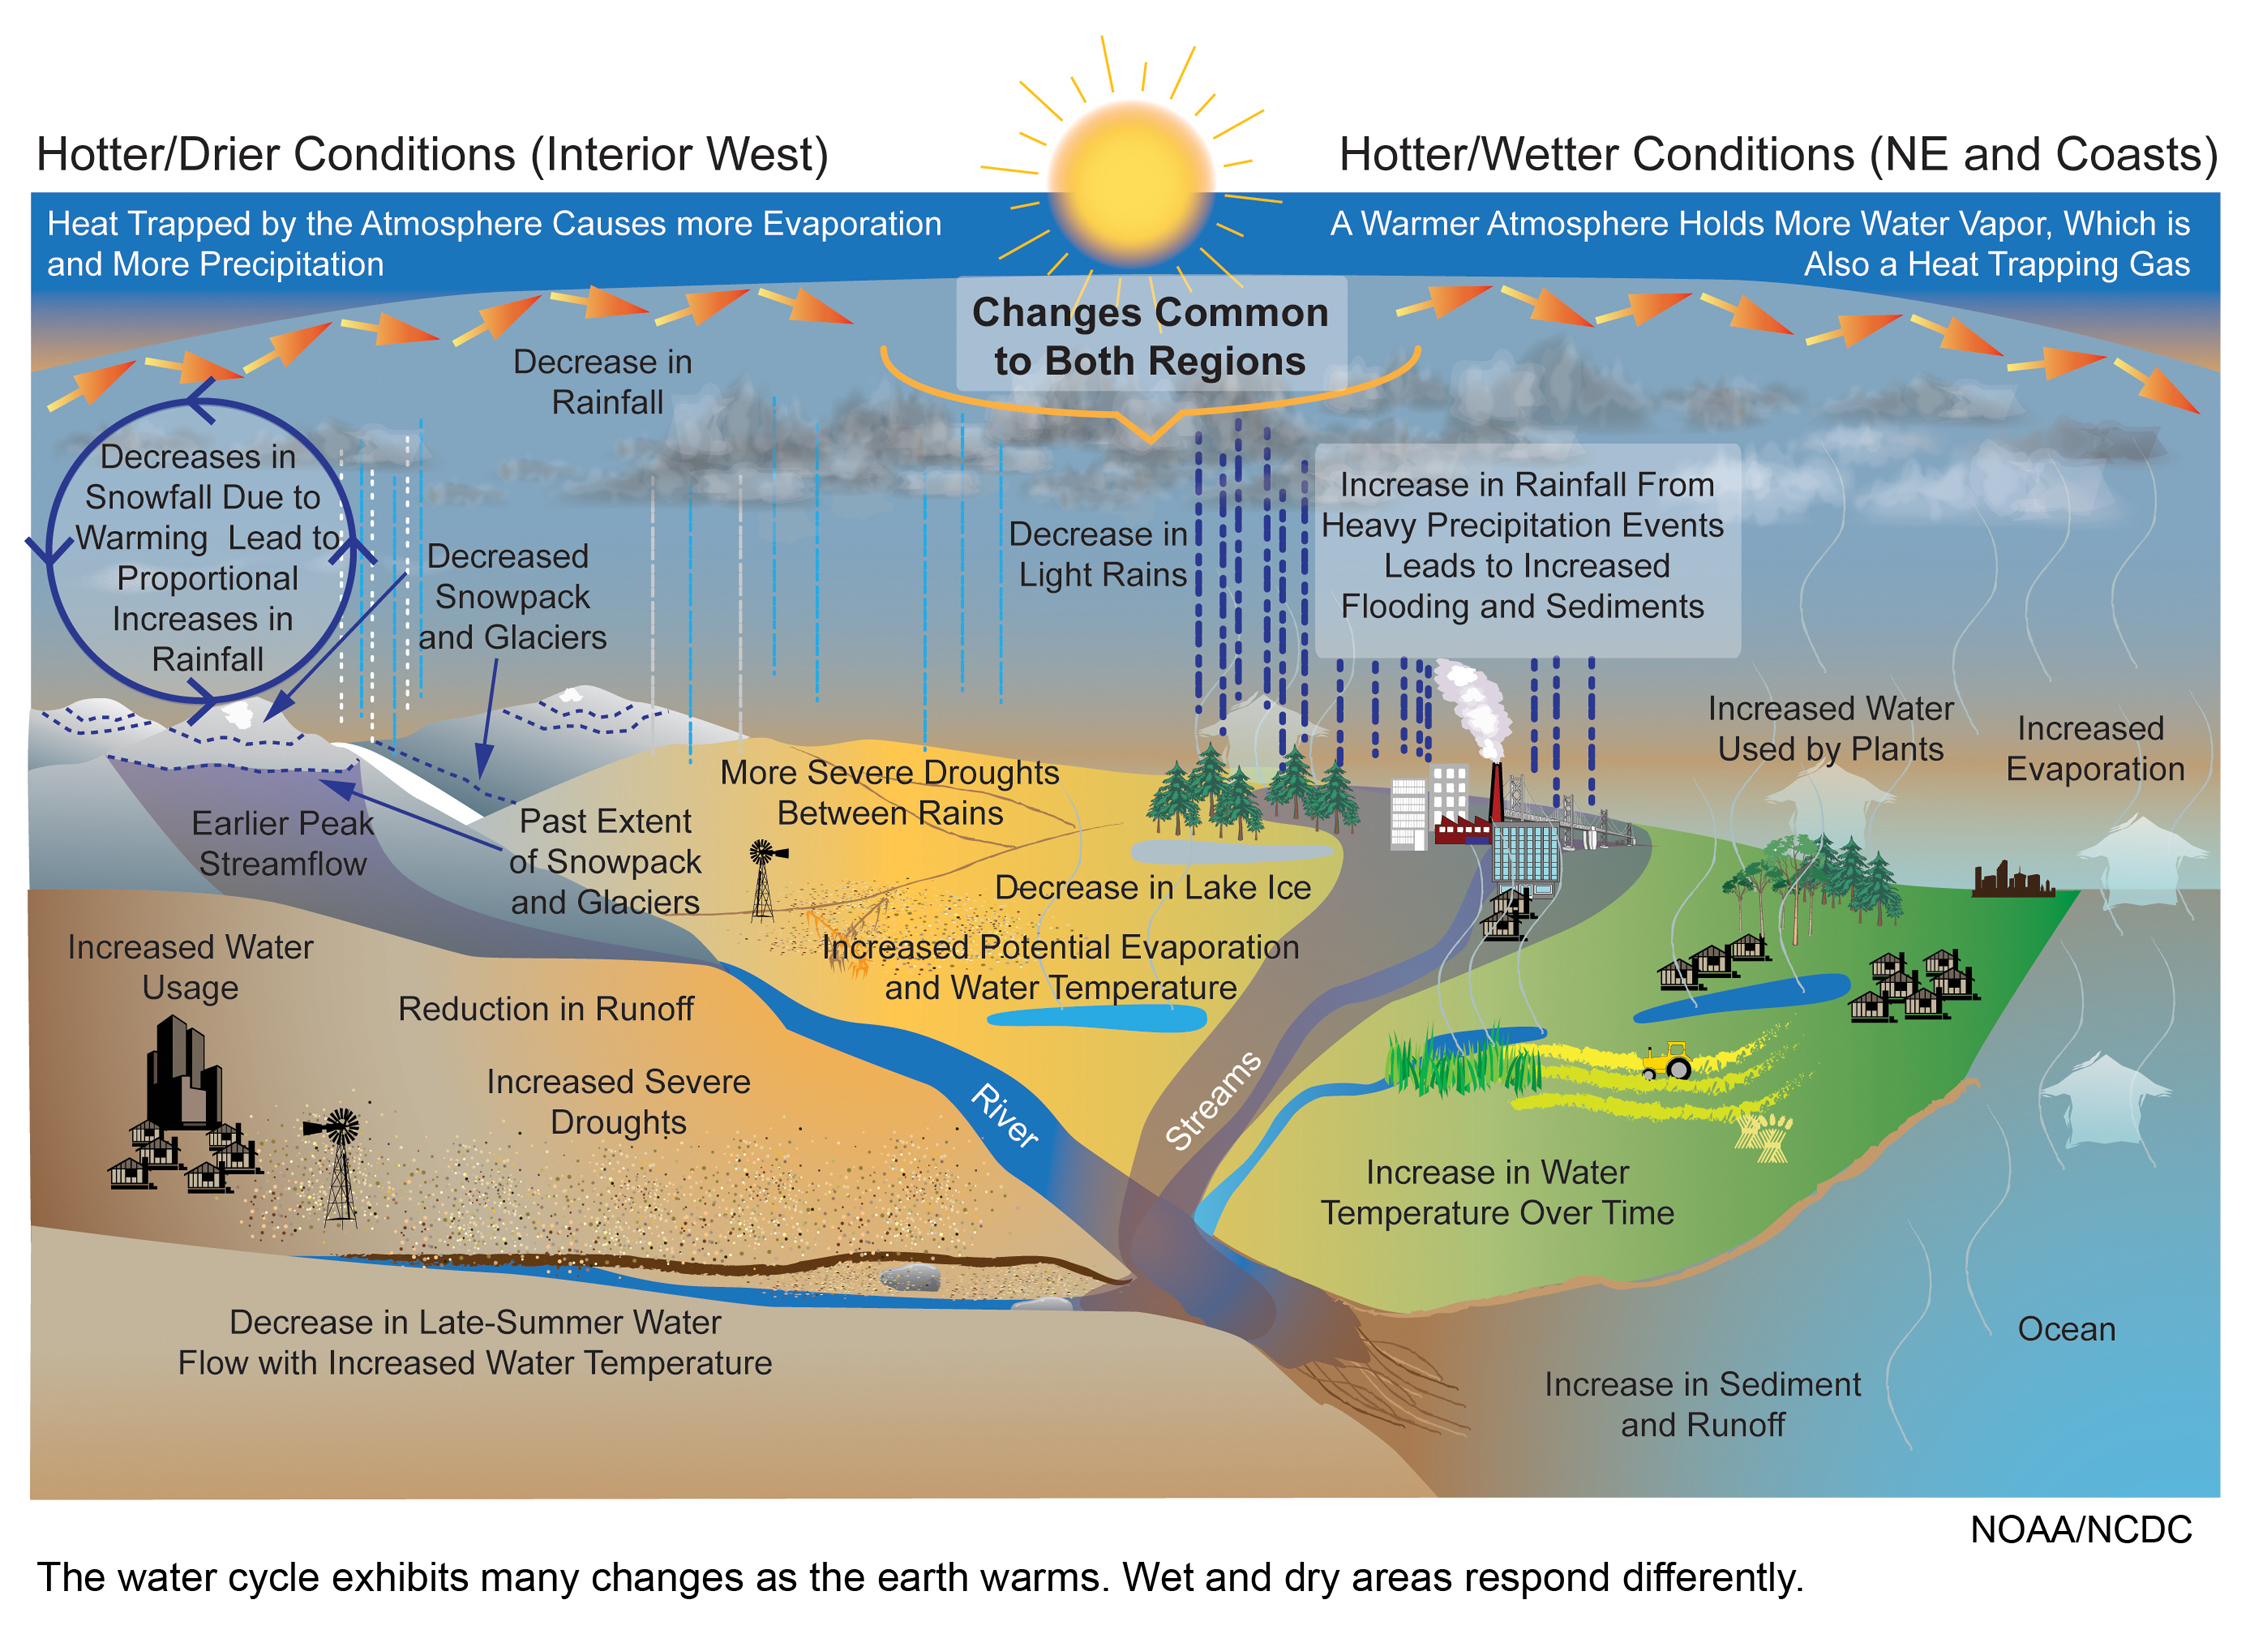 Hotter/Drier Conditions (Interior West)
Hotter/Wetter Conditions (NE and Coasts)
Heat Trapped by the Atmosphere Causes more Evaporation
and More Precipitation
A Warmer Atmosphere Holds More Water Vapor, Which is
Also a Heat Trapping Gas
Changes Common
to Both Regions
Decrease in
Rainfall
Decreases in
Snowfall Due to
Warming Lead to
Proportional
Increases in
Rainfall
Decreased
Snowpack
and Glaciers
Decrease in
Light Rains
Increase in Rainfall From
Heavy Precipitation Events
Leads to Increased
Flooding and Sediments
Increased Water
Used by Plants
Increased
Evaporation
Earlier Peak
Streamflow
Past Extent
of Snowpack
and Glaciers
More Severe Droughts
Between Rains
Decrease in Lake Ice
Increased Potential Evaporation
and Water Temperature
Increased Water
Usage
Reduction in Runoff
Increased Severe
Droughts
River
Streams
Increase in Water
Temperature Over Time
Decrease in Late-Summer Water
Flow with Increased Water Temperature
Ocean
Increase in Sediment
and Runoff
NOAA/NCDC
The water cycle exhibits many changes as the earth warms. Wet and dry areas respond differently.